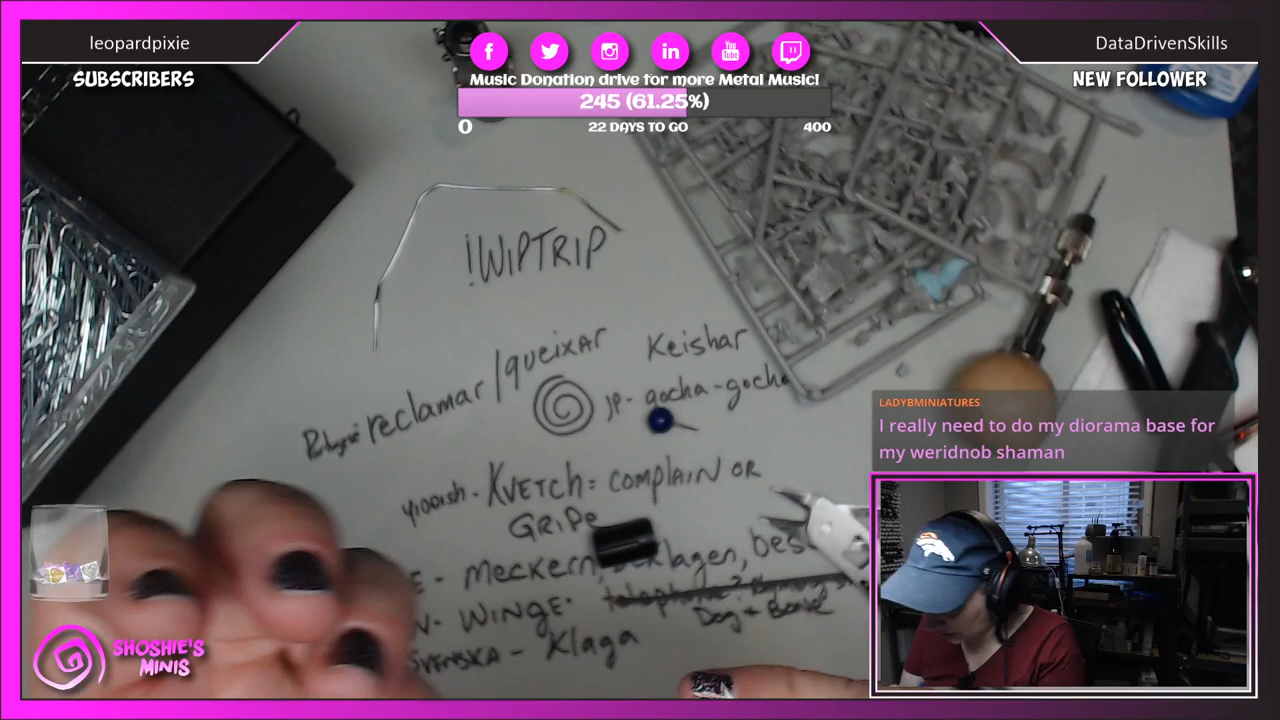 leopardpixie
SUBSCRIBERS
Music Donation drive for more Metal Music!
245 (61.25%)
0
22 DAYS TO GO
400
DataDrivenSkills
NEW FOLLOWER
!WIPTRIP
reclamar/queixar
Keishar
JP- gocha-gocha
YIDDISH - KVETCH = COMPLAIN OR
GRIPE
E - MECKERN,
WINGE.
Dog + Bone
SVENSKA - Klaga
LADYBMINIATURES
I really need to do my diorama base for
my weridnob shaman
SHOSHIE'S
MINIS